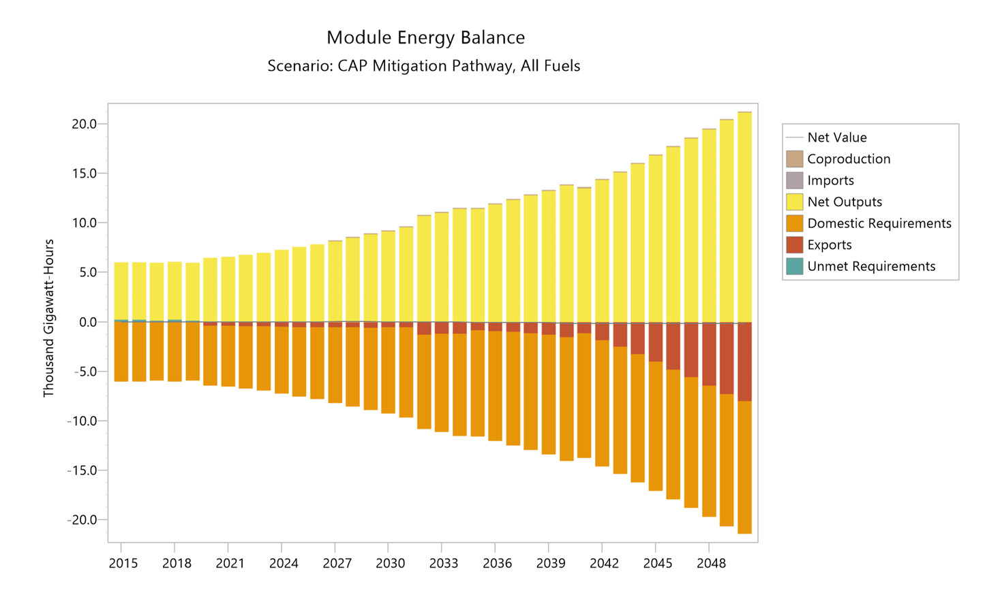 Module Energy Balance
Scenario: CAP Mitigation Pathway, All Fuels
Thousand Gigawatt-Hours
20.0
15.0
10.0
5.0
0.0
-5.0
-10.0
-15.0
-20.0
2015 2018 2021 2024 2027 2030 2033 2036 2039 2042 2045 2048
Net Value
Coproduction
Imports
Net Outputs
Domestic Requirements
Exports
Unmet Requirements